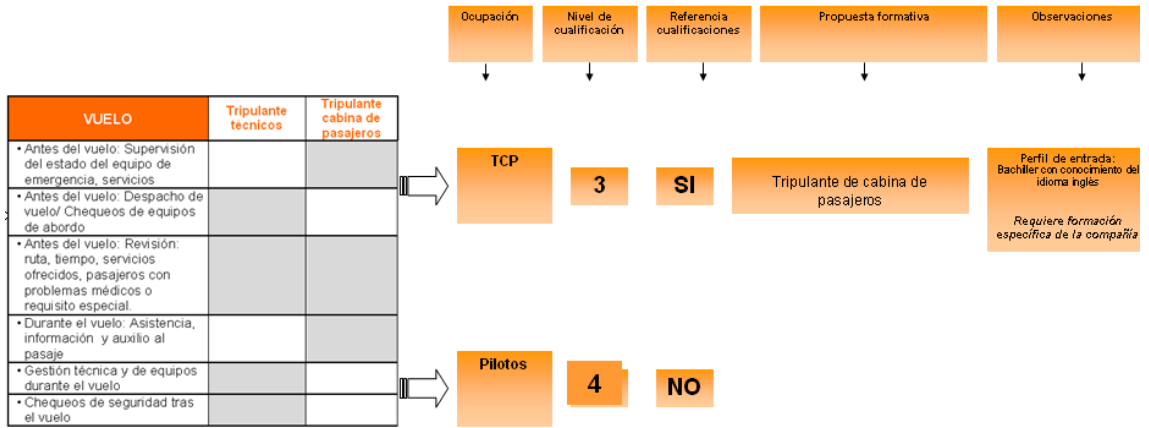 Ocupación
Nivel de
cualificación
Referencia
cualificaciones
Propuesta formativa
Observaciones
VUELO
Tripulante
técnicos
Tripulante
cabina de
pasajeros
• Antes del vuelo: Supervisión
del estado del equipo de
emergencia, servicios
• Antes del vuelo: Despacho de
vuelo/ Chequeos de equipos
de abordo
• Antes del vuelo: Revisión:
ruta, tiempo, servicios
ofrecidos, pasajeros con
problemas médicos o
requisito especial.
• Durante el vuelo: Asistencia,
información y auxilio al
pasaje
• Gestión técnica y de equipos
durante el vuelo
• Chequeos de seguridad tras
el vuelo
TCP
3
SI
Tripulante de cabina de
pasajeros
Perfil de entrada:
Bachiller con conocimiento del
idioma inglés
Requiere formación
específica de la compañía
Pilotos
4
NO